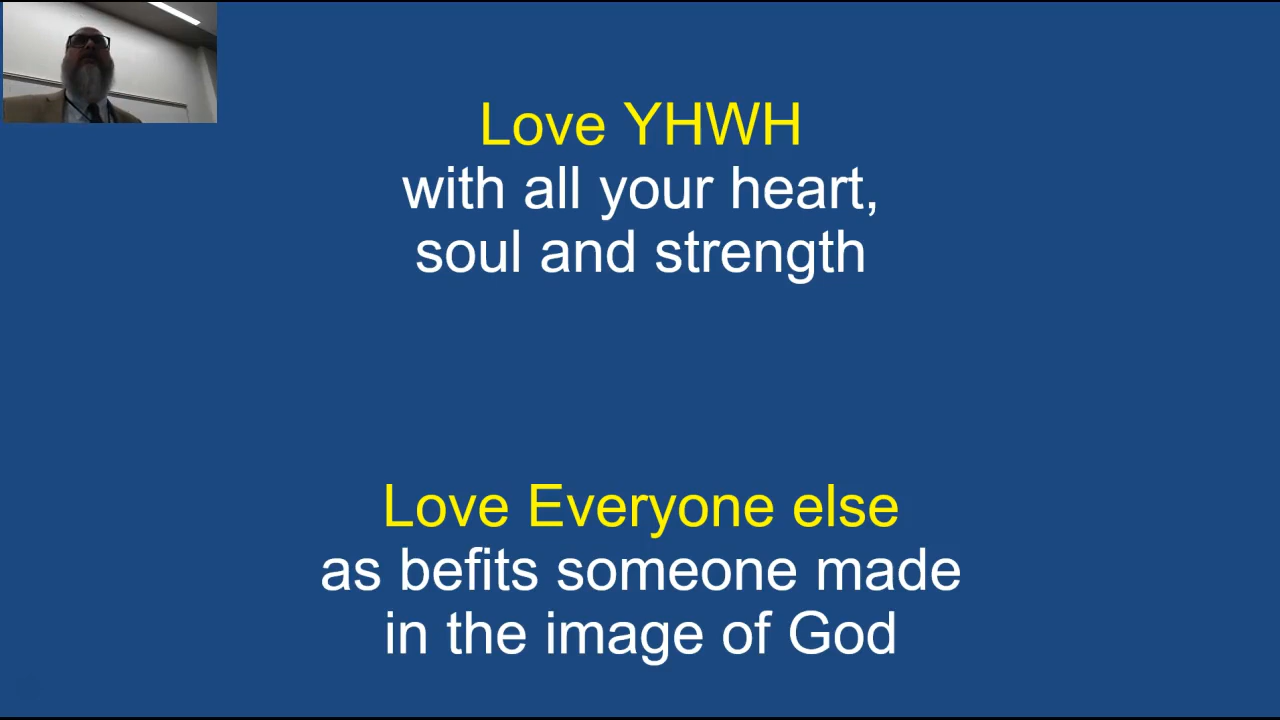 Love YHWH
with all your heart,
soul and strength
Love Everyone else
as befits someone made
in the image of God